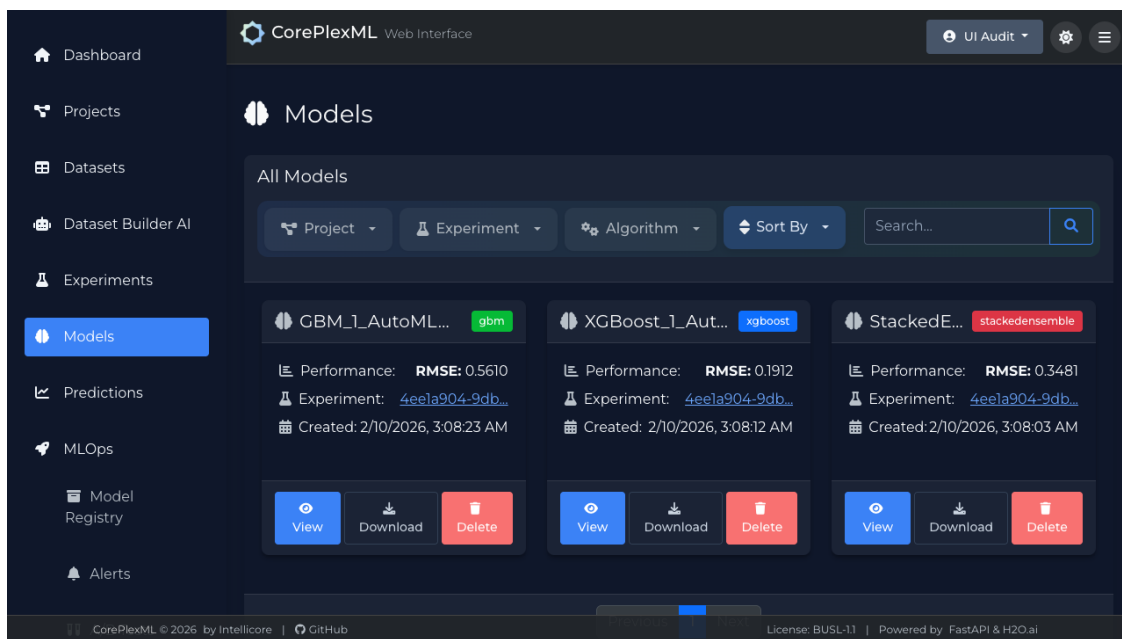 CorePlexML Web Interface
UI Audit
Dashboard
Projects
Datasets
Dataset Builder AI
Experiments
Models
Predictions
MLOps
Model
Registry
Alerts
Models
All Models
Project
Experiment
Algorithm
Sort By
Search...
GBM_1_AutoML... gbm
Performance: RMSE: 0.5610
Experiment: 4ee1a904-9db...
Created: 2/10/2026, 3:08:23 AM
View
Download
Delete
XGBoost_1_Aut... xgboost
Performance: RMSE: 0.1912
Experiment: 4ee1a904-9db...
Created: 2/10/2026, 3:08:12 AM
View
Download
Delete
StackedE... stackedensemble
Performance: RMSE: 0.3481
Experiment: 4ee1a904-9db...
Created: 2/10/2026, 3:08:03 AM
View
Download
Delete
Previous 1 Next
CorePlexML © 2026 by Intellicore | GitHub
License: BUSL-1.1 | Powered by FastAPI & H2O.ai